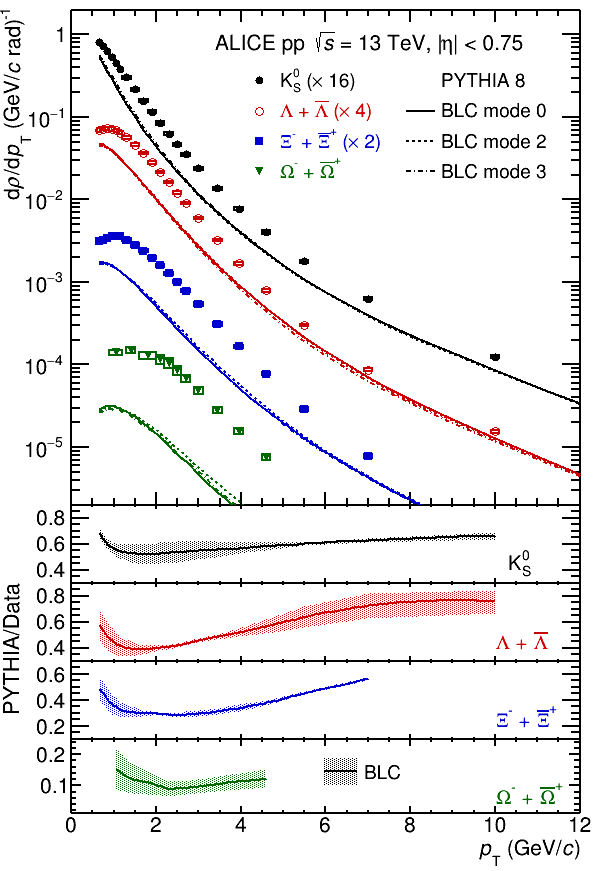 ALICE pp √s = 13 TeV, |η| < 0.75
K⁰_S (× 16)
Λ + Λ̅ (× 4)
Ξ⁻ + Ξ̅⁺ (× 2)
Ω⁻ + Ω̅⁺
PYTHIA 8
BLC mode 0
BLC mode 2
BLC mode 3
dρ/dp_T (GeV/c rad)⁻¹
1
10⁻¹
10⁻²
10⁻³
10⁻⁴
10⁻⁵
PYTHIA/Data
0.8
0.6
0.4
K⁰_S
0.8
0.6
0.4
Λ + Λ̅
0.6
0.4
0.2
Ξ⁻ + Ξ̅⁺
0.2
0.1
BLC
Ω⁻ + Ω̅⁺
0 2 4 6 8 10 12
p_T (GeV/c)